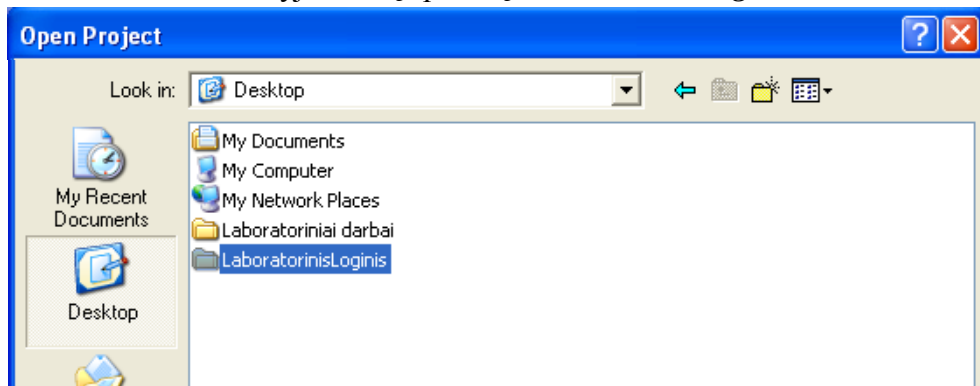 Open Project
Look in:
Desktop
My Recent
Documents
Desktop
My Documents
My Computer
My Network Places
Laboratoriniai darbai
LaboratorinisLoginis